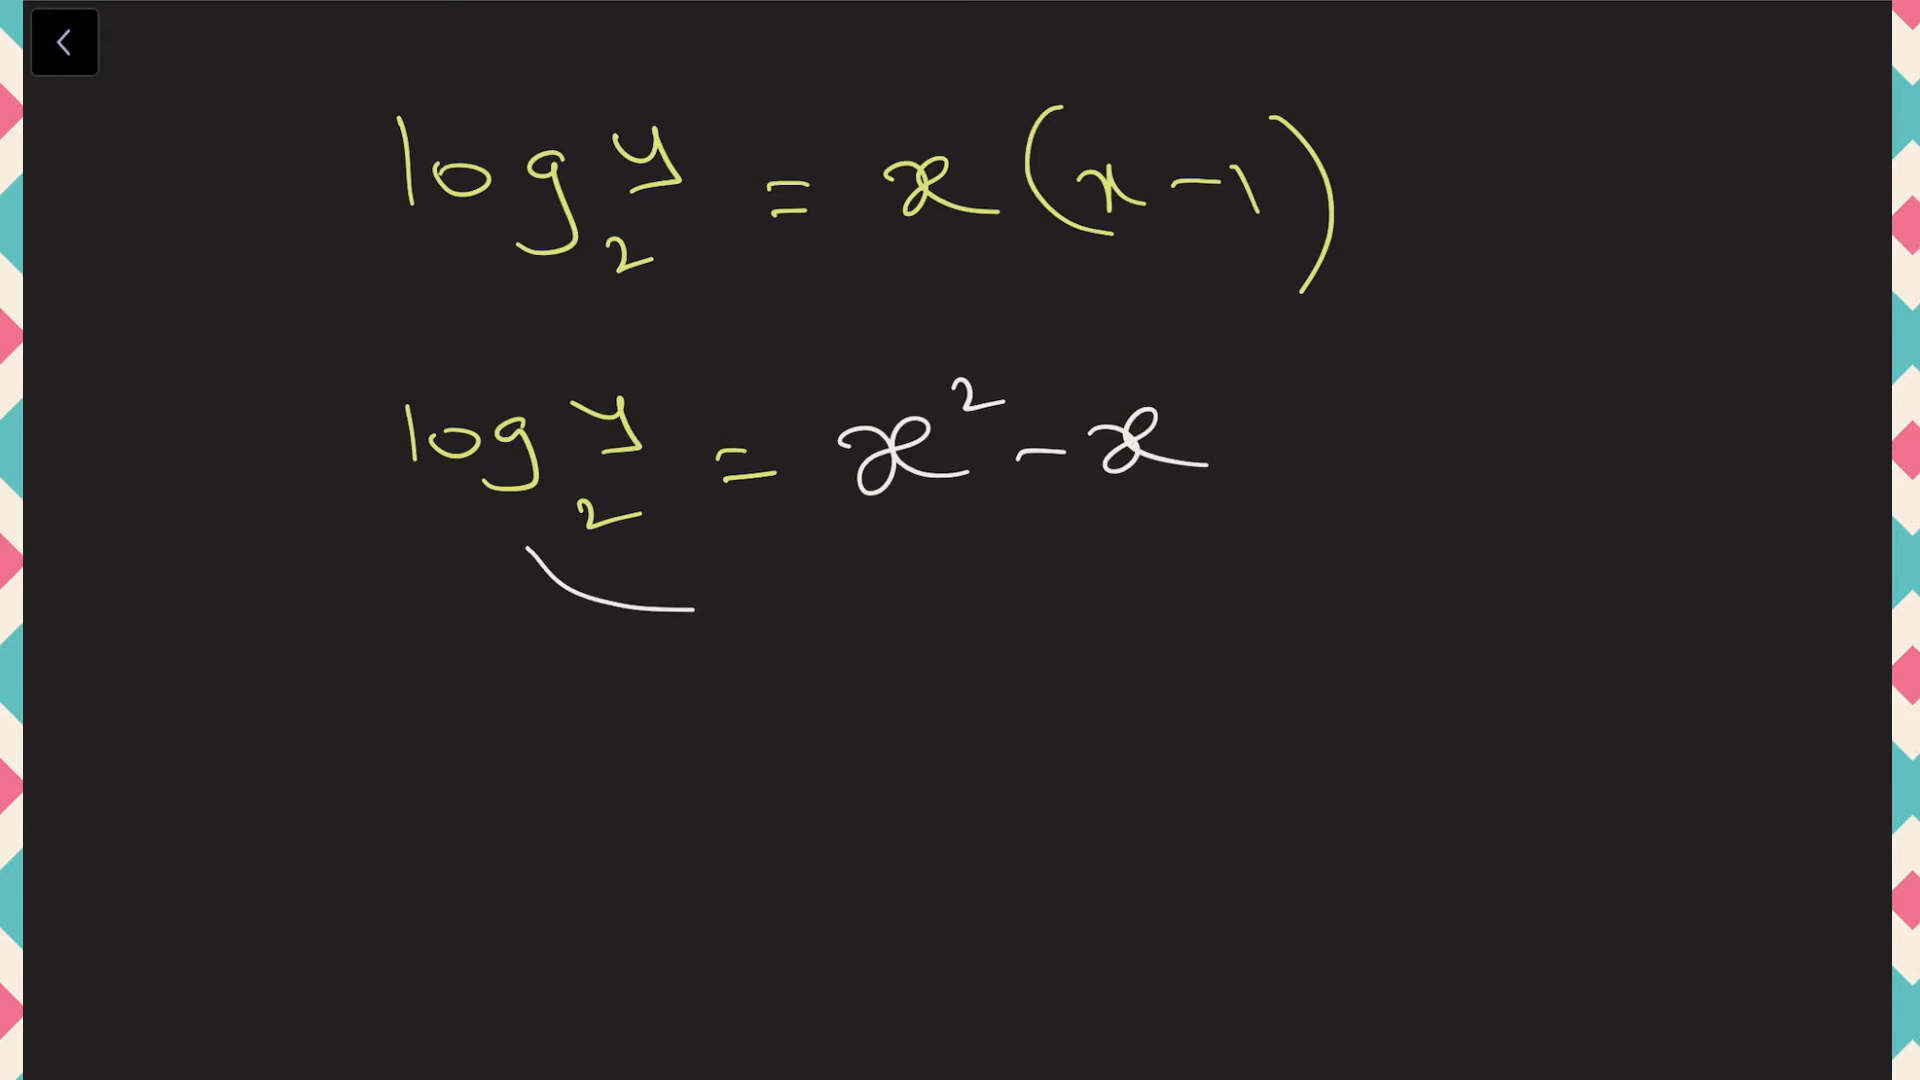 log₂ y = x(x-1)
log₂ y = x² - x